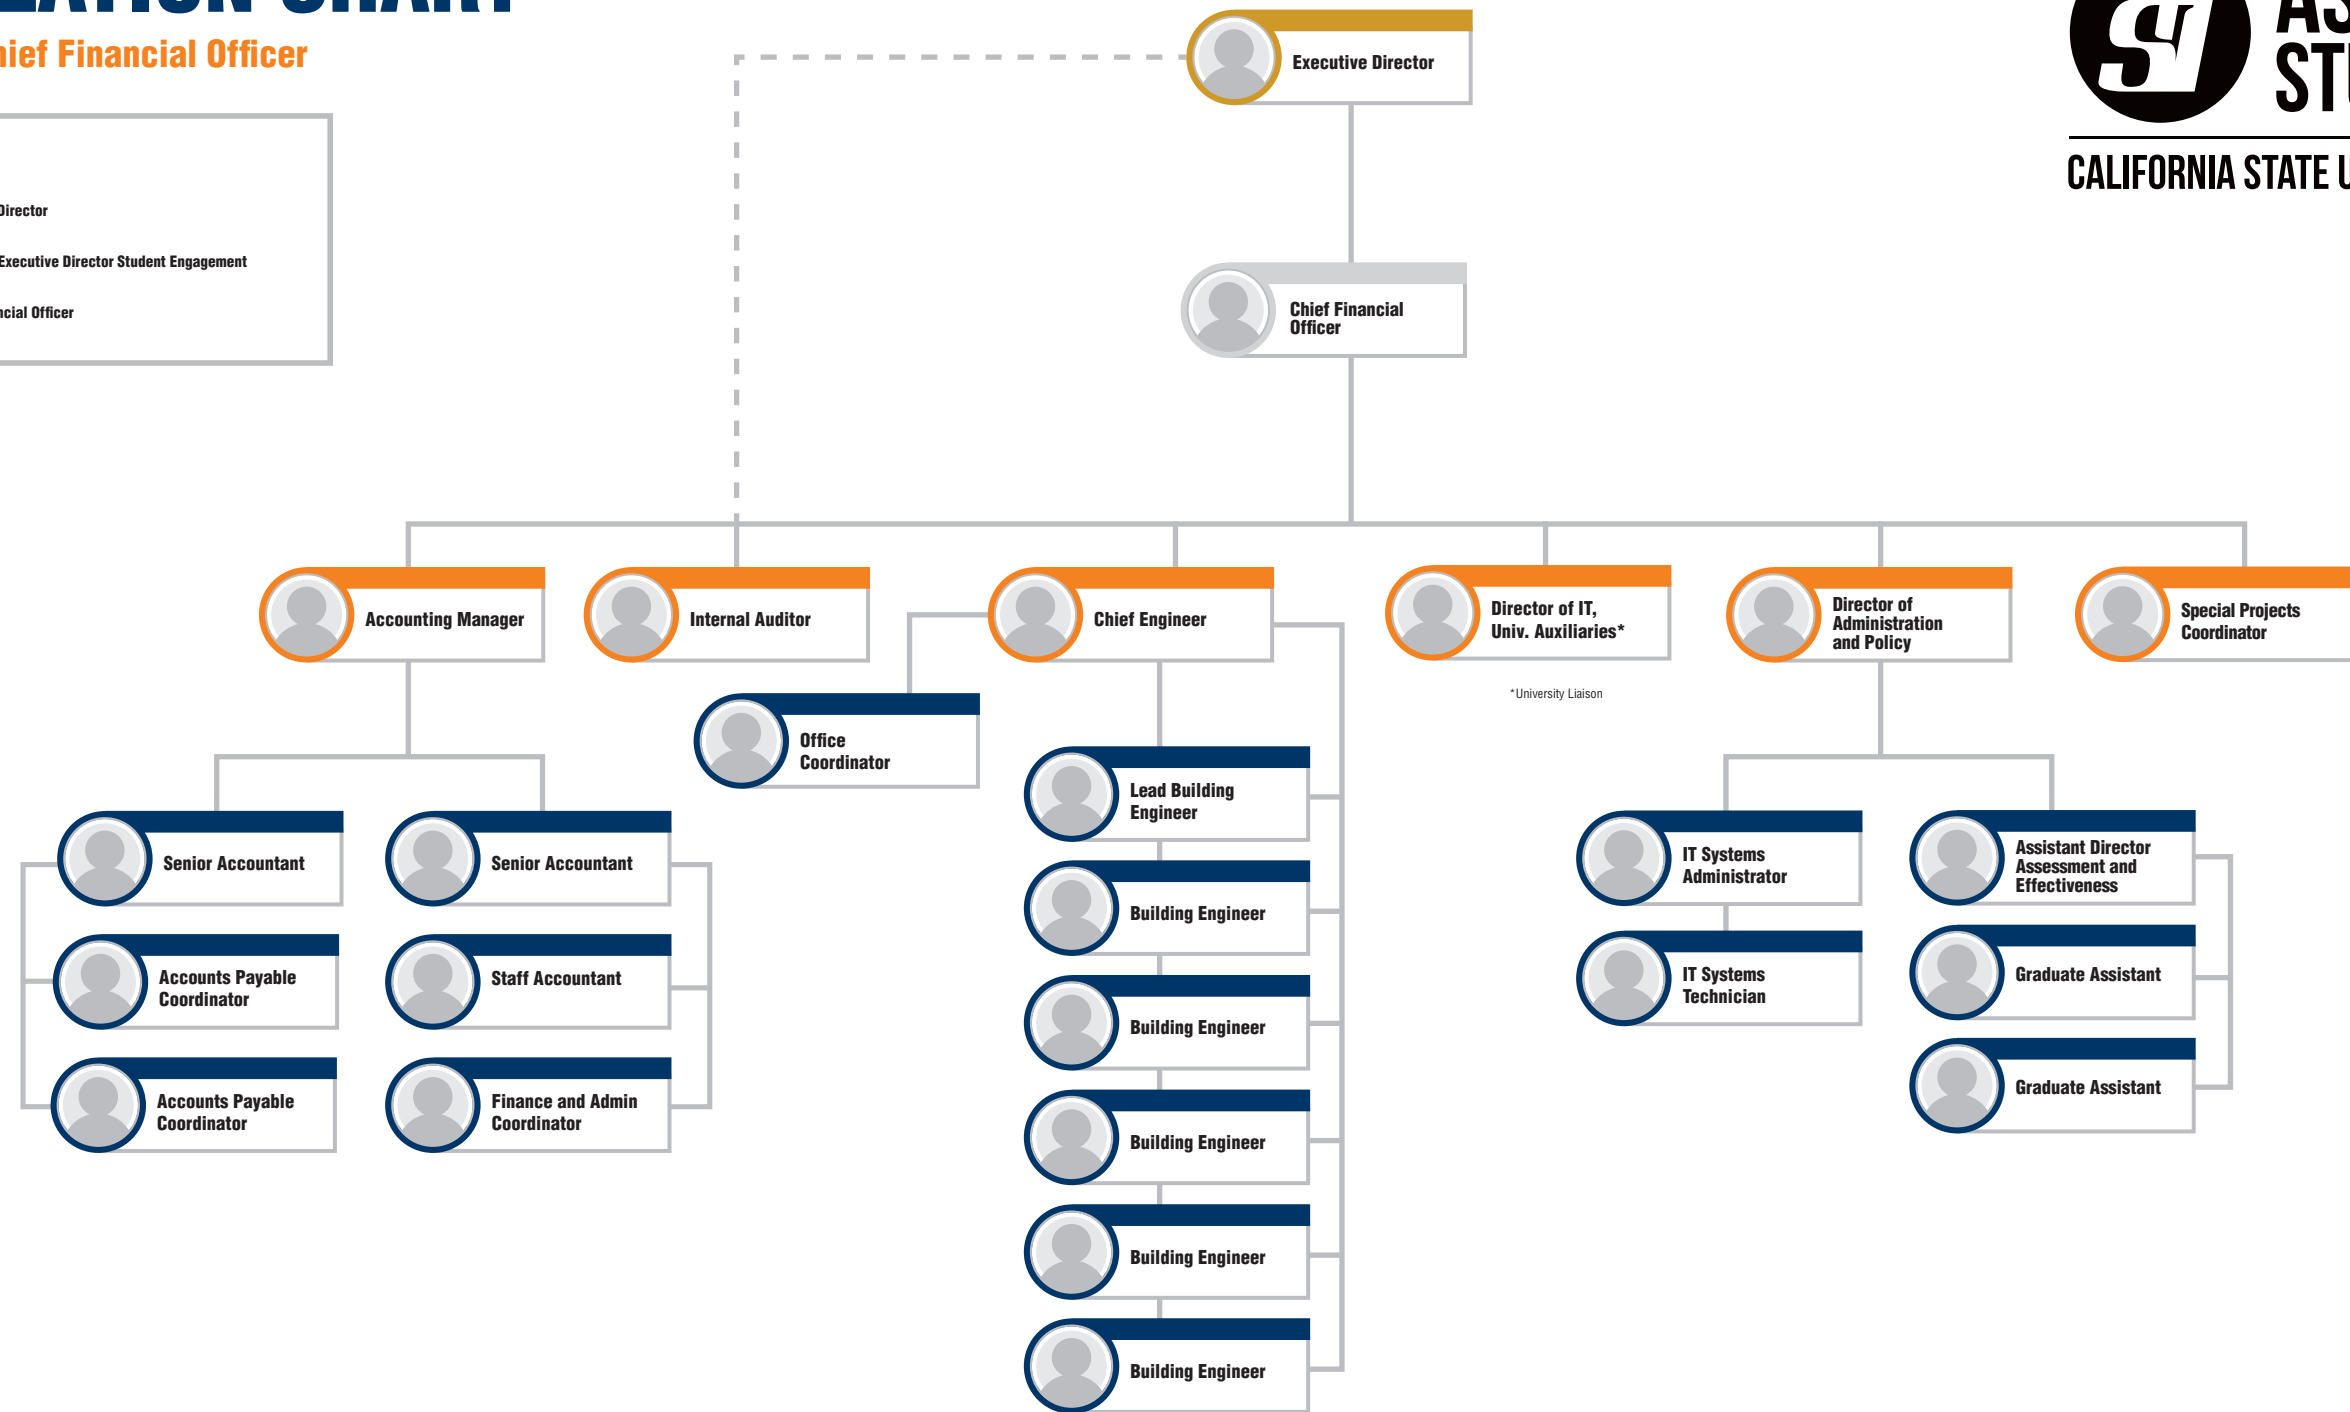 Financial Officer
Director
Executive Director Student Engagement
Officer
CALIFORNIA STATE
Executive Director
Chief Financial
Officer
Accounting Manager
Internal Auditor
Chief Engineer
Director of IT,
Univ. Auxiliaries*
*University Liaison
Director of
Administration
and Policy
Special Projects
Coordinator
Office
Coordinator
Lead Building
Engineer
Building Engineer
Building Engineer
Building Engineer
Building Engineer
Building Engineer
Senior Accountant
Accounts Payable
Coordinator
Accounts Payable
Coordinator
Senior Accountant
Staff Accountant
Finance and Admin
Coordinator
IT Systems
Administrator
IT Systems
Technician
Assistant Director
Assessment and
Effectiveness
Graduate Assistant
Graduate Assistant